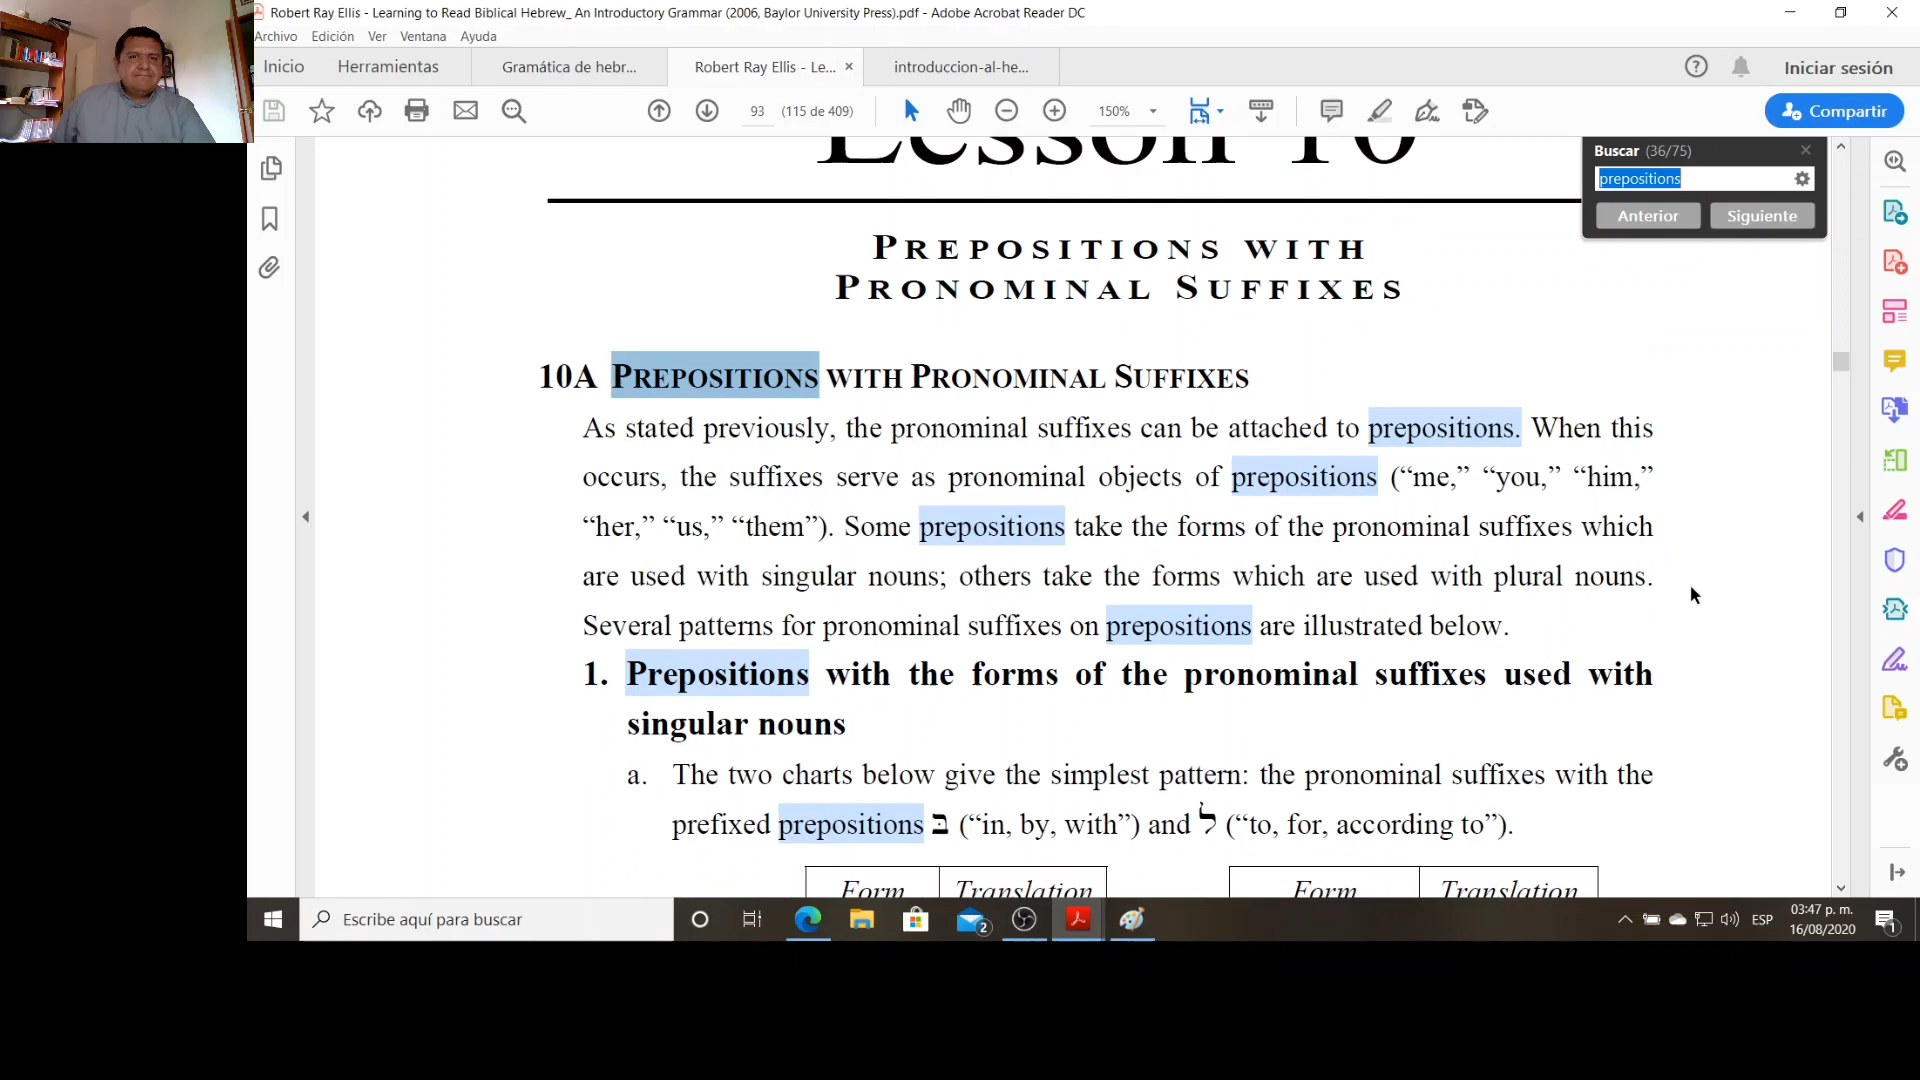 Robert Ray Ellis - Learning to Read Biblical Hebrew_ An Introductory Grammar (2006, Baylor University Press).pdf - Adobe Acrobat Reader DC
Archivo Edición Ver Ventana Ayuda
Inicio Herramientas Gramática de hebr... Robert Ray Ellis - Le... × introduccion-al-he... Iniciar sesión
93 (115 de 409) 150% Compartir
Lesson 10
Buscar (36/75)
prepositions
Anterior Siguiente
PREPOSITIONS WITH
PRONOMINAL SUFFIXES
10A PREPOSITIONS WITH PRONOMINAL SUFFIXES
As stated previously, the pronominal suffixes can be attached to prepositions. When this
occurs, the suffixes serve as pronominal objects of prepositions (“me,” “you,” “him,”
“her,” “us,” “them”). Some prepositions take the forms of the pronominal suffixes which
are used with singular nouns; others take the forms which are used with plural nouns.
Several patterns for pronominal suffixes on prepositions are illustrated below.
1. Prepositions with the forms of the pronominal suffixes used with
singular nouns
a. The two charts below give the simplest pattern: the pronominal suffixes with the
prefixed prepositions בּ (“in, by, with”) and ל (“to, for, according to”).
Form Translation Form Translation
Escribe aquí para buscar
2
ESP
03:47 p. m.
16/08/2020
1